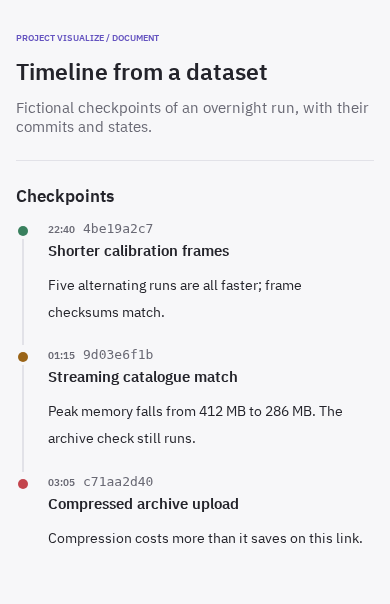 PROJECT VISUALIZE / DOCUMENT
Timeline from a dataset
Fictional checkpoints of an overnight run, with their
commits and states.
Checkpoints
22:40 4be19a2c7
Shorter calibration frames
Five alternating runs are all faster; frame
checksums match.
01:15 9d03e6f1b
Streaming catalogue match
Peak memory falls from 412 MB to 286 MB. The
archive check still runs.
03:05 c71aa2d40
Compressed archive upload
Compression costs more than it saves on this link.